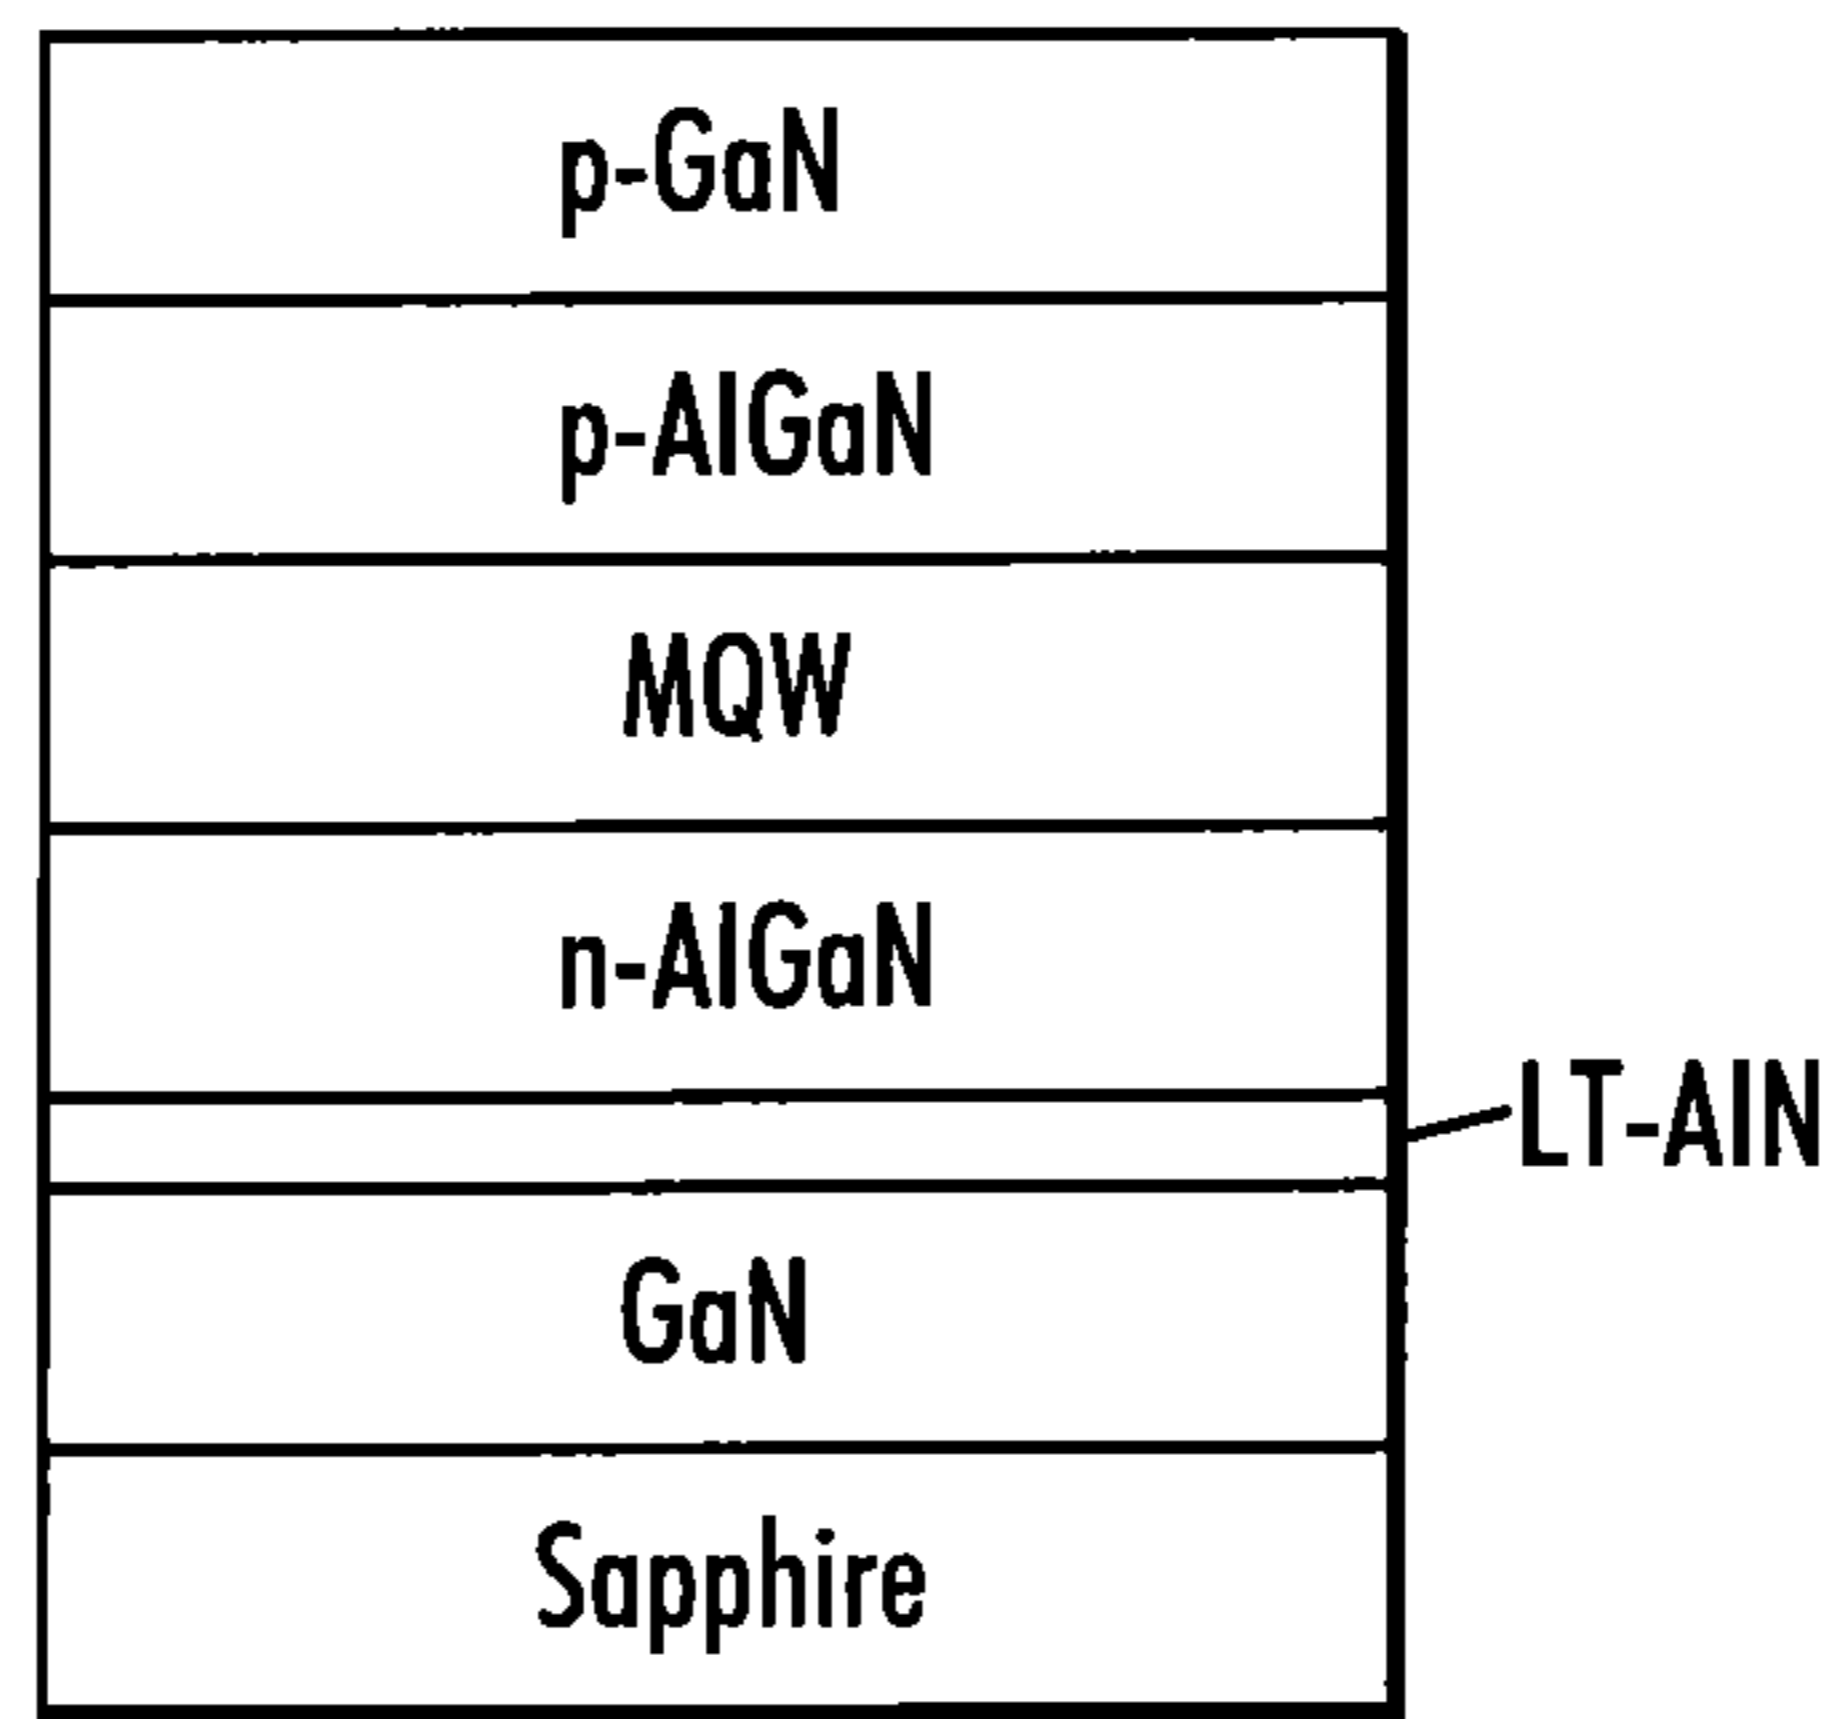 p-GaN
p-AlGaN
MQW
n-AlGaN
LT-AlN
GaN
Sapphire